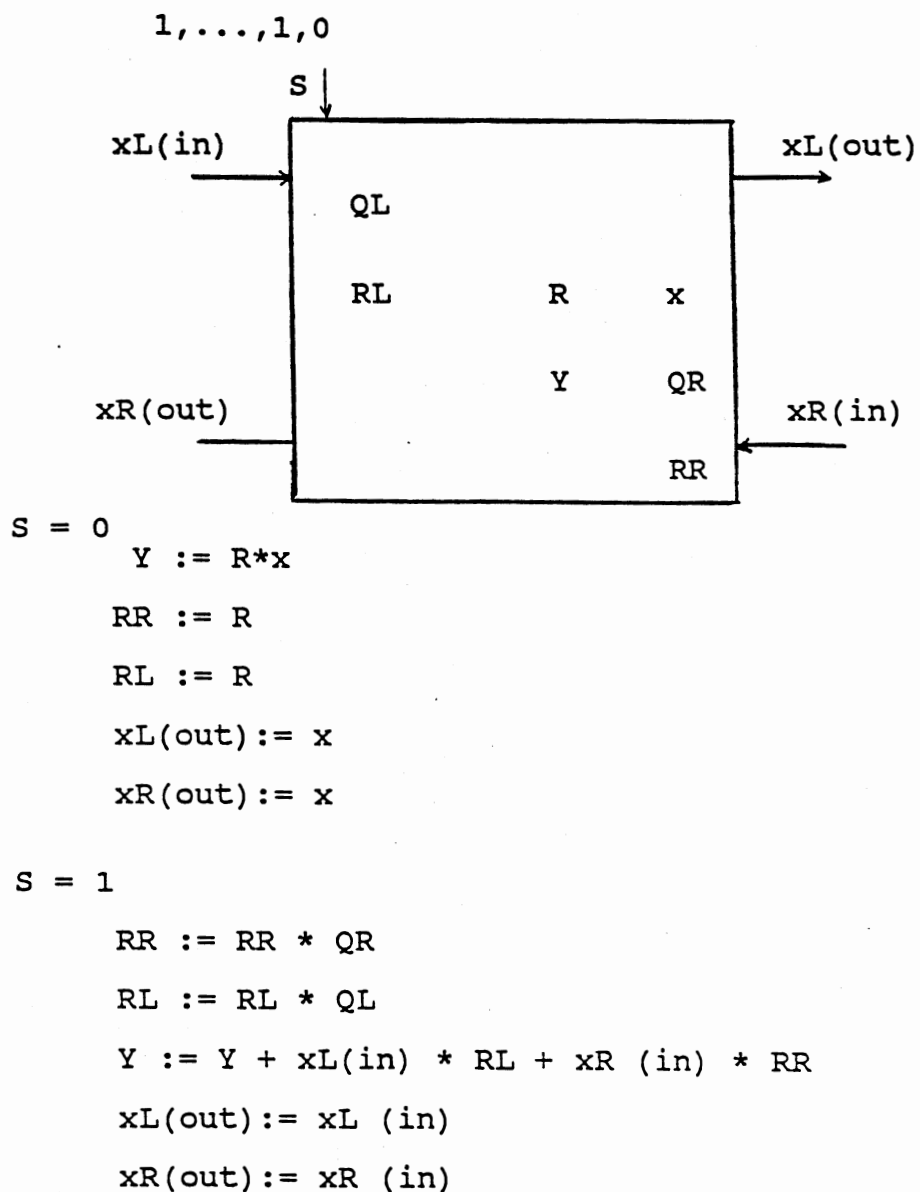 1,...,1,0
S
xL(in)
xL(out)
QL
RL R x
Y QR
xR(out)
xR(in)
RR
S = 0
Y := R*x
RR := R
RL := R
xL(out):= x
xR(out):= x
S = 1
RR := RR * QR
RL := RL * QL
Y := Y + xL(in) * RL + xR (in) * RR
xL(out):= xL (in)
xR(out):= xR (in)